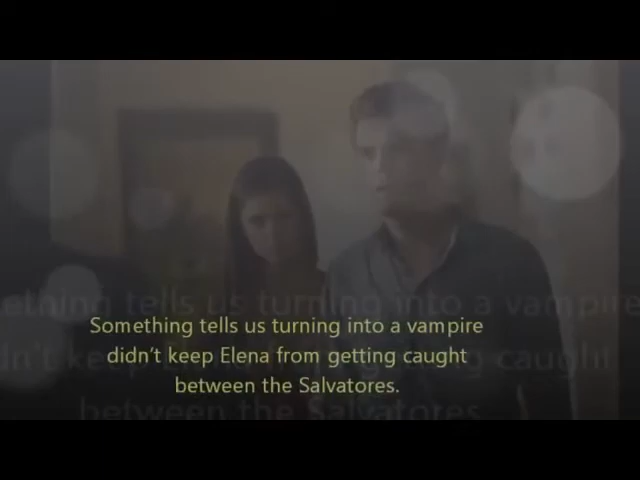 Something tells us turning into a vampire
didn't keep Elena from getting caught
between the Salvatores.